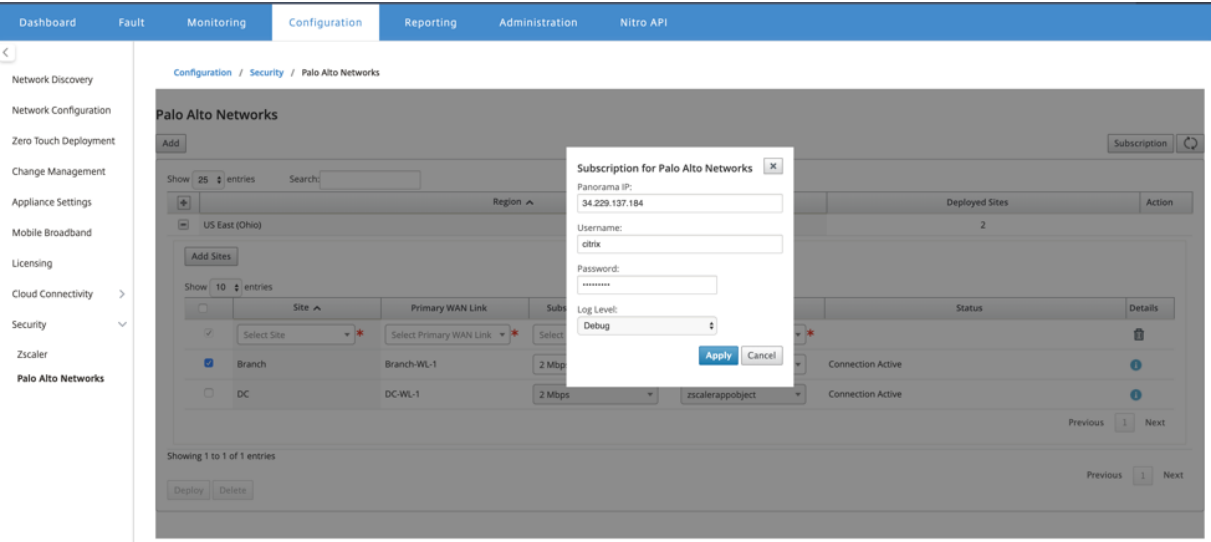 Dashboard Fault Monitoring Configuration Reporting Administration Nitro API
Network Discovery
Network Configuration
Zero Touch Deployment
Change Management
Appliance Settings
Mobile Broadband
Licensing
Cloud Connectivity
Security
Zscaler
Palo Alto Networks
Configuration / Security / Palo Alto Networks
Palo Alto Networks
Add Subscription
Show 25 entries Search:
Region Deployed Sites Action
US East (Ohio) 2
Add Sites
Show 10 entries
Site Primary WAN Link Subs Status Details
Select Site * Select Primary WAN Link * Select *
Branch Branch-WL-1 2 Mbp Connection Active
DC DC-WL-1 2 Mbps zscalerappobject Connection Active
Previous 1 Next
Showing 1 to 1 of 1 entries
Previous 1 Next
Deploy Delete
Subscription for Palo Alto Networks
Panorama IP:
34.229.137.184
Username:
citrix
Password:
•••••••••
Log Level:
Debug
Apply Cancel